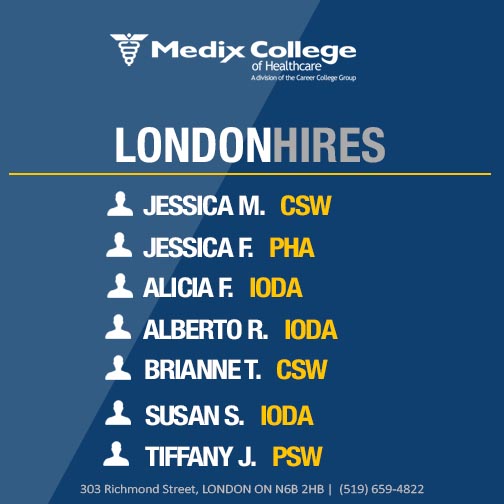 Medix College
of Healthcare
A division of the Career College Group
LONDONHIRES
JESSICA M. CSW
JESSICA F. PHA
ALICIA F. IODA
ALBERTO R. IODA
BRIANNE T. CSW
SUSAN S. IODA
TIFFANY J. PSW
303 Richmond Street, LONDON ON N6B 2HB | (519) 659-4822